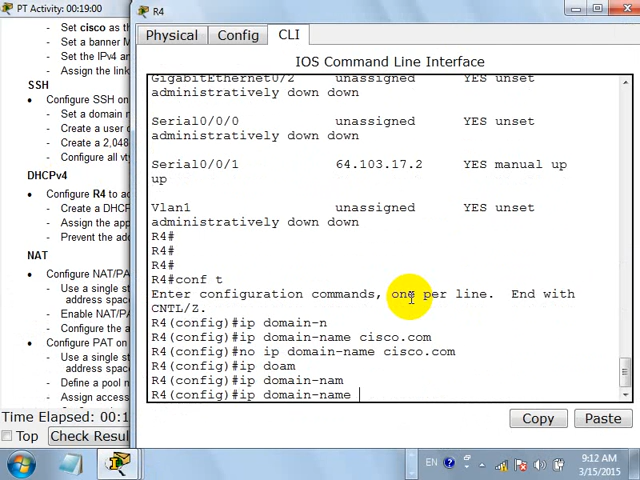 PT Activity: 00:19:00
Set cisco as th
Set a banner M
Set the IPv4 an
Assign the link
SSH
Configure SSH on
Set a domain n
Create a user c
Create a 2,048
Configure all vty
DHCPv4
Configure R4 to ac
Create a DHCP
Assign the app
Prevent the add
NAT
Configure NAT/PA
Use a single st
address space
Enable NAT/PA
Configure the a
Configure PAT on
Use a single st
address space
Define a pool n
Assign access
Time Elapsed: 00:1
Top
Check Resul
R4
Physical
Config
CLI
IOS Command Line Interface
GigabitEthernet0/2 unassigned YES unset
administratively down down
Serial0/0/0 unassigned YES unset
administratively down down
Serial0/0/1 64.103.17.2 YES manual up
up
Vlan1 unassigned YES unset
administratively down down
R4#
R4#
R4#
R4#conf t
Enter configuration commands, one per line. End with
CNTL/Z.
R4(config)#ip domain-n
R4(config)#ip domain-name cisco.com
R4(config)#no ip domain-name cisco.com
R4(config)#ip doam
R4(config)#ip domain-nam
R4(config)#ip domain-name
Copy
Paste
EN
9:12 AM
3/15/2015